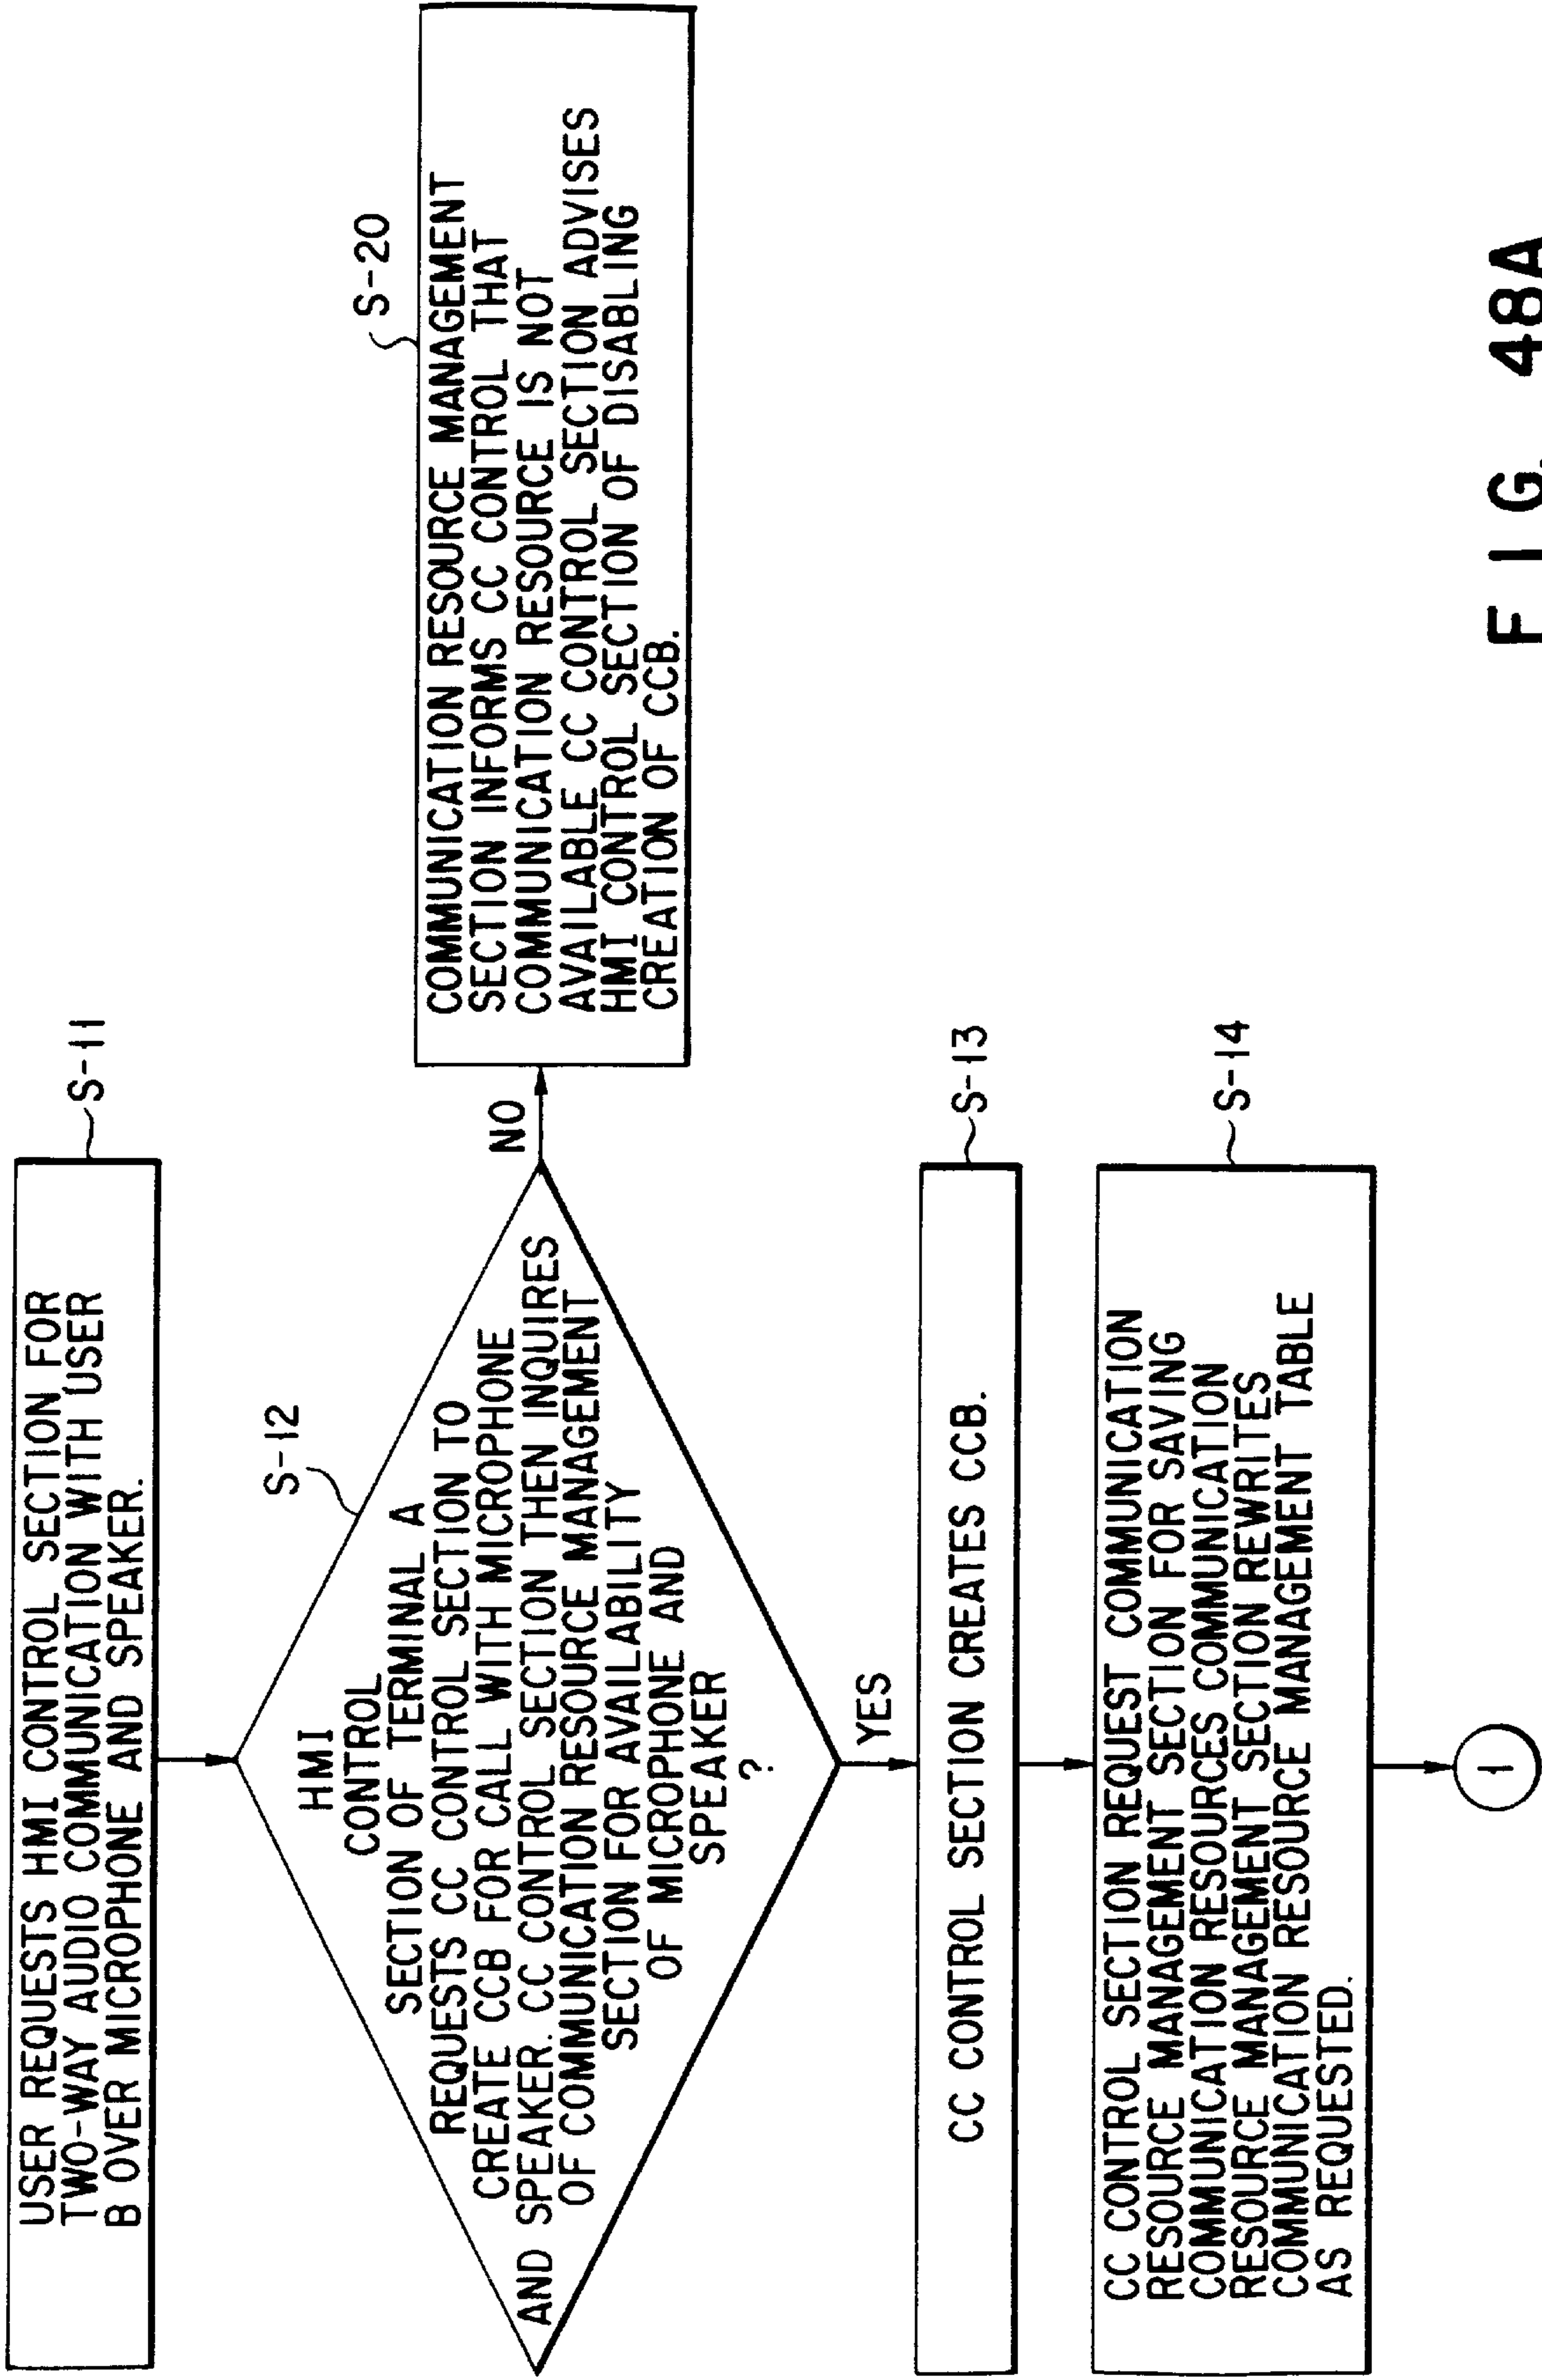 USER REQUESTS HMI CONTROL SECTION FOR
TWO-WAY AUDIO COMMUNICATION WITH USER
B OVER MICROPHONE AND SPEAKER.
S-11
S-12
HMI
CONTROL
SECTION OF TERMINAL A
REQUESTS CC CONTROL SECTION TO
CREATE CCB FOR CALL WITH MICROPHONE
AND SPEAKER. CC CONTROL SECTION THEN INQUIRES
OF COMMUNICATION RESOURCE MANAGEMENT
SECTION FOR AVAILABILITY
OF MICROPHONE AND
SPEAKER
?
NO
S-20
COMMUNICATION RESOURCE MANAGEMENT
SECTION INFORMS CC CONTROL THAT
COMMUNICATION RESOURCE IS NOT
AVAILABLE CC CONTROL SECTION ADVISES
HMI CONTROL SECTION OF DISABLING
CREATION OF CCB.
YES
CC CONTROL SECTION CREATES CCB.
S-13
CC CONTROL SECTION REQUEST COMMUNICATION
RESOURCE MANAGEMENT SECTION FOR SAVING
COMMUNICATION RESOURCES COMMUNICATION
RESOURCE MANAGEMENT SECTION REWRITES
COMMUNICATION RESOURCE MANAGEMENT TABLE
AS REQUESTED.
S-14
1
FIG. 48A